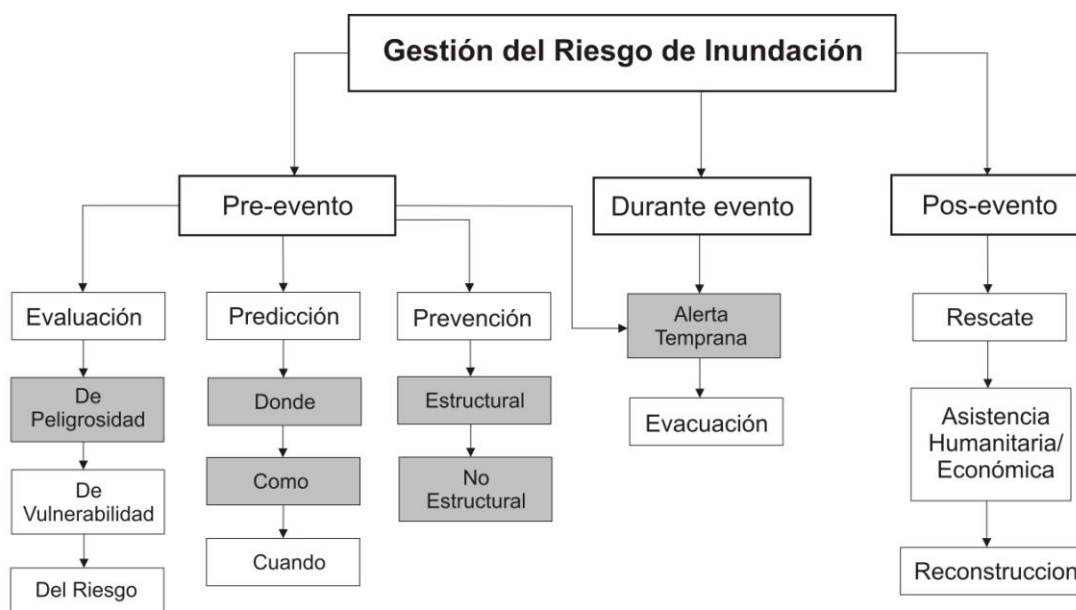 Gestión del Riesgo de Inundación
Pre-evento
Durante evento
Pos-evento
Evaluación
Predicción
Prevención
Alerta
Temprana
Rescate
De
Peligrosidad
Donde
Estructural
Evacuación
Asistencia
Humanitaria/
Económica
De
Vulnerabilidad
Como
No
Estructural
Cuando
Del Riesgo
Reconstruccion